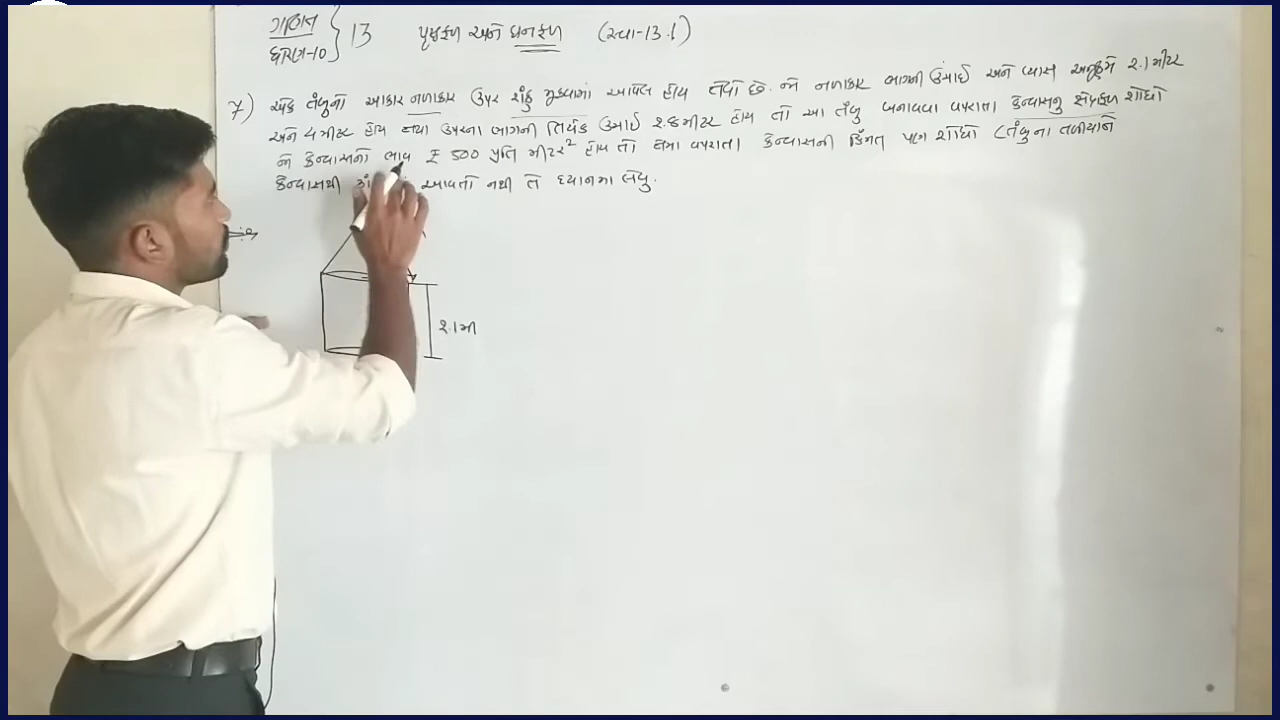 ગણિત
ધોરણ-10 } 13 પૃષ્ઠફળ અને ઘનફળ (સ્વા-13.1)
7) એક તંબુનો આકાર નળાકાર ઉપર શંકુ મુકવામાં આવેલ હોય તેવો છે. જો નળાકાર ભાગની ઉંચાઈ અને વ્યાસ અનુક્રમે 2.1 મીટર
અને 4 મીટર હોય તથા ઉપરના ભાગની તિર્યક ઉંચાઈ 2.8 મીટર હોય તો આ તંબુ બનાવવા વપરાતા કેન્વાસનુ ક્ષેત્રફળ શોધો
જો કેન્વાસનો ભાવ ₹ 500 પ્રતિ મીટર² હોય તો તેમા વપરાતા કેન્વાસની કિંમત પણ શોધો (તંબુના તળીયાને
કેન્વાસથી આવતો નથી તે ધ્યાનમા લેવુ.
2.1મી